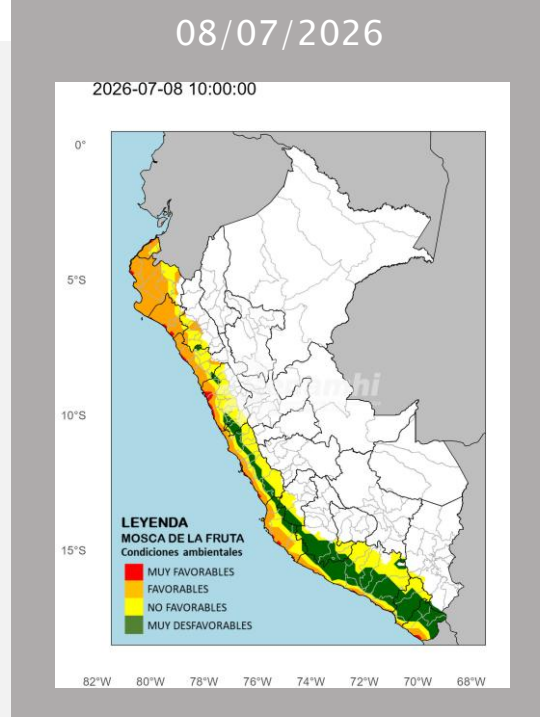 08/07/2026
2026-07-08 10:00:00
0°
5°S
10°S
15°S
LEYENDA
MOSCA DE LA FRUTA
Condiciones ambientales
MUY FAVORABLES
FAVORABLES
NO FAVORABLES
MUY DESFAVORABLES
82°W 80°W 78°W 76°W 74°W 72°W 70°W 68°W